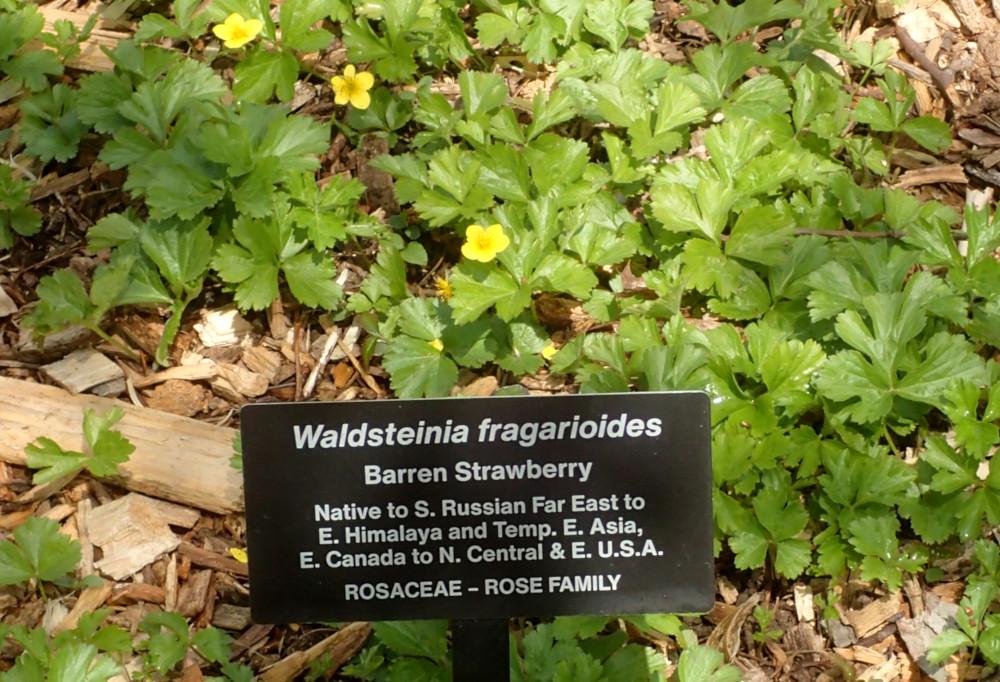 Waldsteinia fragarioides
Barren Strawberry
Native to S. Russian Far East to
E. Himalaya and Temp. E. Asia,
E. Canada to N. Central & E. U.S.A.
ROSACEAE – ROSE FAMILY